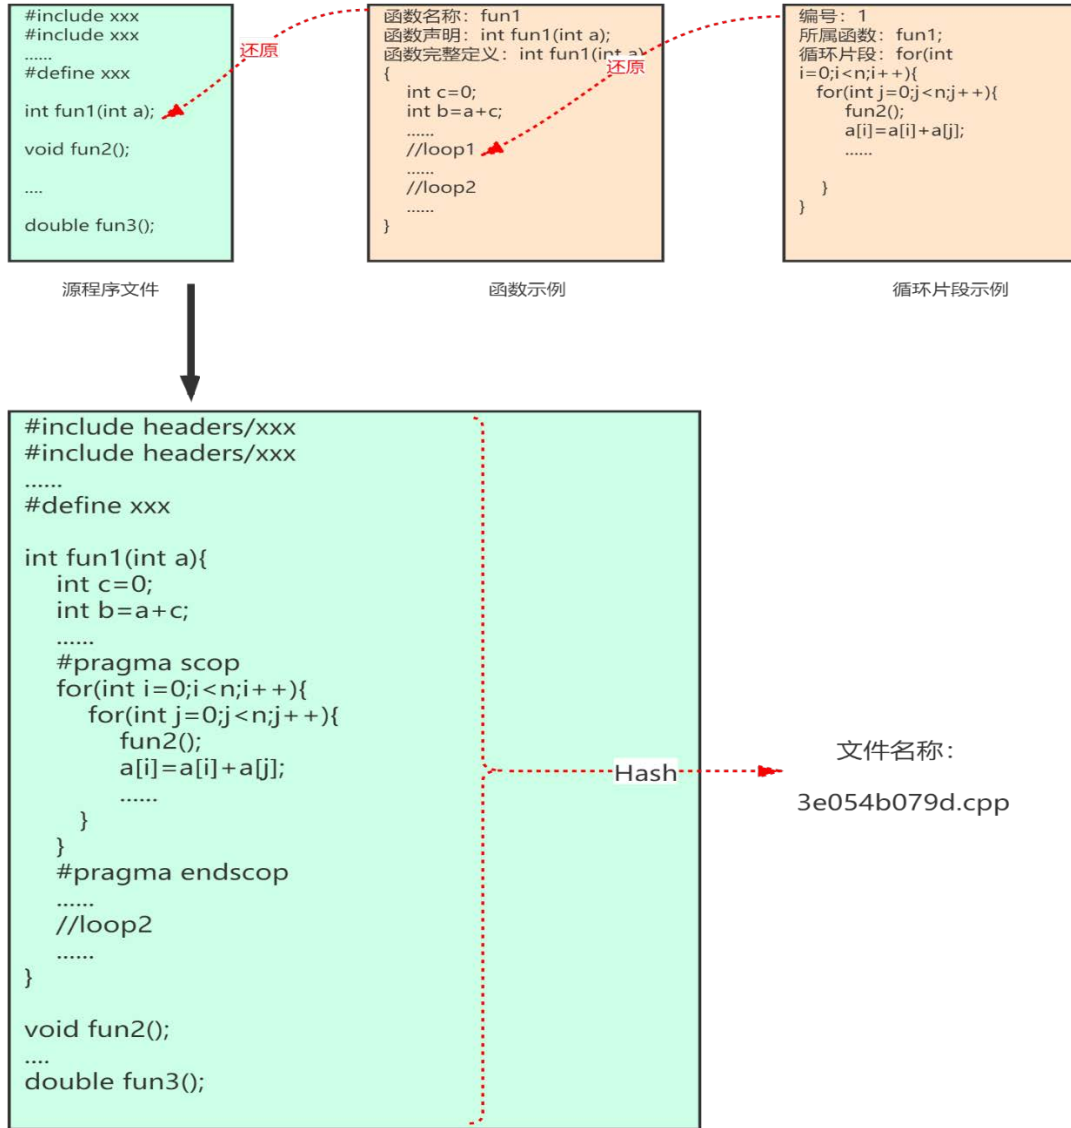 #include xxx
#include xxx
......
#define xxx
int fun1(int a);
void fun2();
....
double fun3();
源程序文件
还原
函数名称：fun1
函数声明：int fun1(int a);
函数完整定义：int fun1(int a)
{
int c=0;
int b=a+c;
......
//loop1
......
//loop2
......
}
函数示例
还原
编号：1
所属函数：fun1;
循环片段：for(int
i=0;i<n;i++){
for(int j=0;j<n;j++){
fun2();
a[i]=a[i]+a[j];
......
}
}
循环片段示例
#include headers/xxx
#include headers/xxx
......
#define xxx
int fun1(int a){
int c=0;
int b=a+c;
......
#pragma scop
for(int i=0;i<n;i++){
for(int j=0;j<n;j++){
fun2();
a[i]=a[i]+a[j];
......
}
}
#pragma endscop
......
//loop2
......
}
void fun2();
....
double fun3();
Hash
文件名称：
3e054b079d.cpp